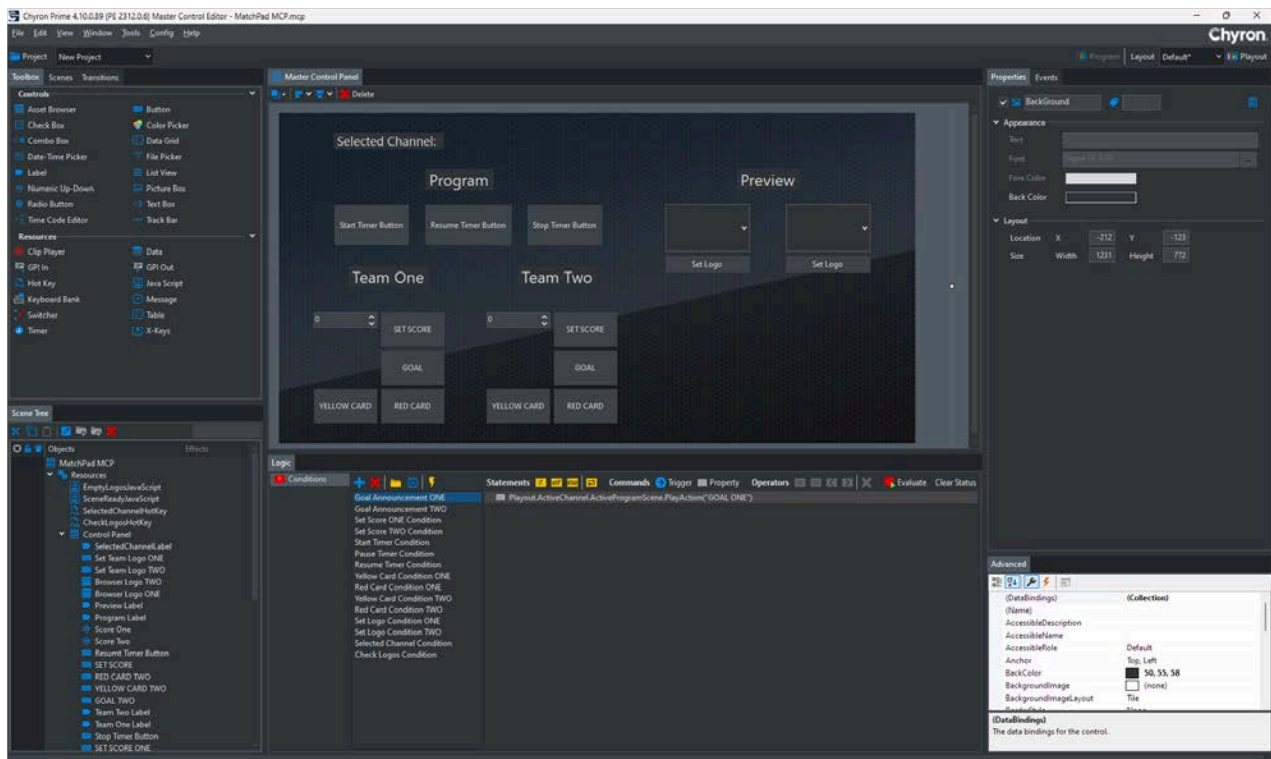 Chyron Prime 4.10.0.89 (PE 2312.0.6) Master Control Editor - MatchPad MCP.mcp
File Edit View Window Tools Config Help
Chyron
Project New Project
Program Layout Default* Playout
Toolbox Scenes Transitions
Controls
Asset Browser Button
Check Box Color Picker
Combo Box Data Grid
Date-Time Picker File Picker
Label List View
Numeric Up-Down Picture Box
Radio Button Text Box
Time Code Editor Track Bar
Resources
Clip Player Data
GPI In GPI Out
Hot Key Java Script
Keyboard Bank Message
Switcher Table
Timer X-Keys
Scene Tree
Objects Effects
MatchPad MCP
Resources
EmptyLogosJavaScript
SceneReadyJavaScript
SelectedChannelHotKey
CheckLogosHotKey
Control Panel
SelectedChannelLabel
Set Team Logo ONE
Set Team Logo TWO
Browser Logo TWO
Browser Logo ONE
Preview Label
Program Label
Score One
Score Two
Resumt Timer Button
SET SCORE
RED CARD TWO
YELLOW CARD TWO
GOAL TWO
Team Two Label
Team One Label
Stop Timer Button
SET SCORE ONE
Master Control Panel
Delete
Selected Channel:
Program Preview
Start Timer Button Resume Timer Button Stop Timer Button
Set Logo Set Logo
Team One Team Two
0 SET SCORE 0 SET SCORE
GOAL GOAL
YELLOW CARD RED CARD YELLOW CARD RED CARD
Logic
Conditions
Statements IF Commands Trigger Property Operators Evaluate Clear Status
Goal Announcement ONE
Goal Announcement TWO
Set Score ONE Condition
Set Score TWO Condition
Start Timer Condition
Pause Timer Condition
Resume Timer Condition
Yellow Card Condition ONE
Red Card Condition ONE
Yellow Card Condition TWO
Red Card Condition TWO
Set Logo Condition ONE
Set Logo Condition TWO
Selected Channel Condition
Check Logos Condition
Playout.ActiveChannel.ActiveProgramScene.PlayAction("GOAL ONE")
Properties Events
BackGround
Appearance
Text
Font
Font Color
Back Color
Layout
Location X -212 Y -123
Size Width 1231 Height 772
Advanced
(DataBindings) (Collection)
(Name)
AccessibleDescription
AccessibleName
AccessibleRole Default
Anchor Top, Left
BackColor 50, 55, 58
BackgroundImage (none)
BackgroundImageLayout Tile
(DataBindings)
The data bindings for the control.